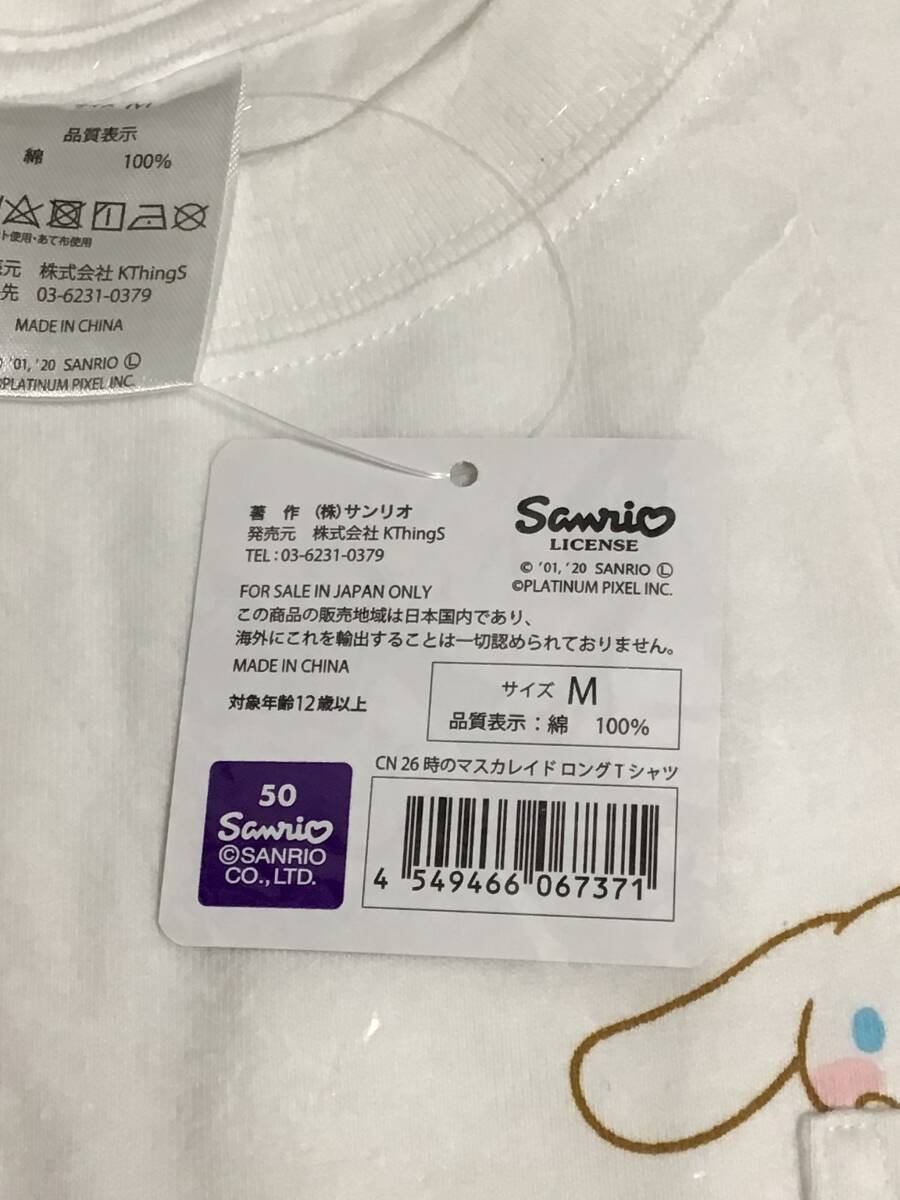 品質表示
綿 100%
ト使用・あて布使用
売元 株式会社 KThingS
先 03-6231-0379
MADE IN CHINA
'01, '20 SANRIO Ⓛ
©PLATINUM PIXEL INC.
著 作 (株)サンリオ
発売元 株式会社 KThingS
TEL : 03-6231-0379
Sanrio
LICENSE
© '01, '20 SANRIO Ⓛ
©PLATINUM PIXEL INC.
FOR SALE IN JAPAN ONLY
この商品の販売地域は日本国内であり、
海外にこれを輸出することは一切認められておりません。
MADE IN CHINA
対象年齢12歳以上
サイズ M
品質表示:綿 100%
CN 26 時のマスカレイド ロングTシャツ
50
Sanrio
©SANRIO
CO., LTD.
4 549466 067371